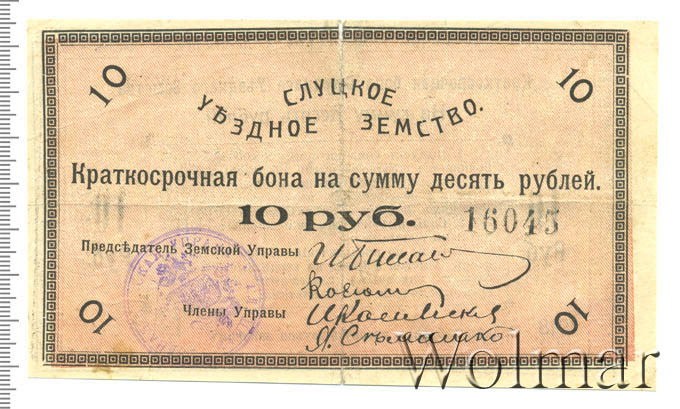 10 10
СЛУЦКОЕ
УѢЗДНОЕ ЗЕМСТВО.
Краткосрочная бона на сумму десять рублей.
10 руб. 16045
Предсѣдатель Земской Управы
Члены Управы
10 10
Wolmar